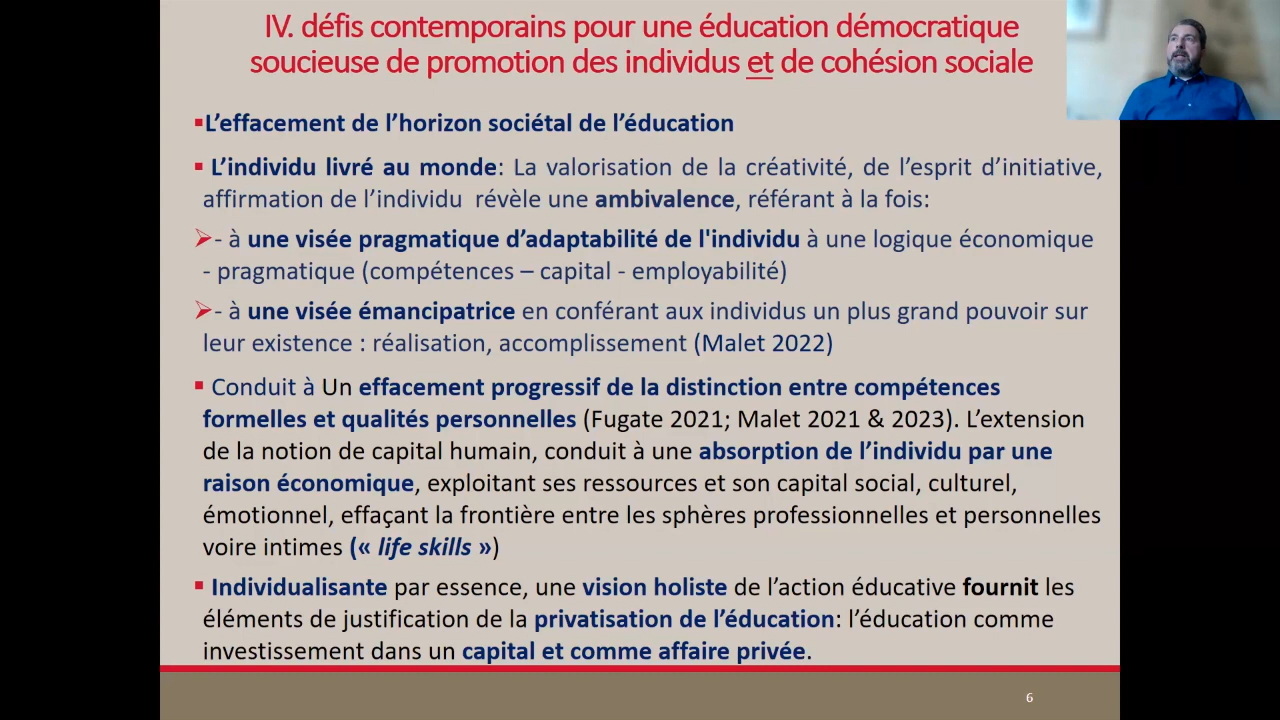 IV. défis contemporains pour une éducation démocratique
soucieuse de promotion des individus et de cohésion sociale
▪L’effacement de l’horizon sociétal de l’éducation
▪ L’individu livré au monde: La valorisation de la créativité, de l’esprit d’initiative,
affirmation de l’individu révèle une ambivalence, référant à la fois:
➢- à une visée pragmatique d’adaptabilité de l'individu à une logique économique
- pragmatique (compétences – capital - employabilité)
➢- à une visée émancipatrice en conférant aux individus un plus grand pouvoir sur
leur existence : réalisation, accomplissement (Malet 2022)
▪ Conduit à Un effacement progressif de la distinction entre compétences
formelles et qualités personnelles (Fugate 2021; Malet 2021 & 2023). L’extension
de la notion de capital humain, conduit à une absorption de l’individu par une
raison économique, exploitant ses ressources et son capital social, culturel,
émotionnel, effaçant la frontière entre les sphères professionnelles et personnelles
voire intimes (« life skills »)
▪ Individualisante par essence, une vision holiste de l’action éducative fournit les
éléments de justification de la privatisation de l’éducation: l’éducation comme
investissement dans un capital et comme affaire privée.
6